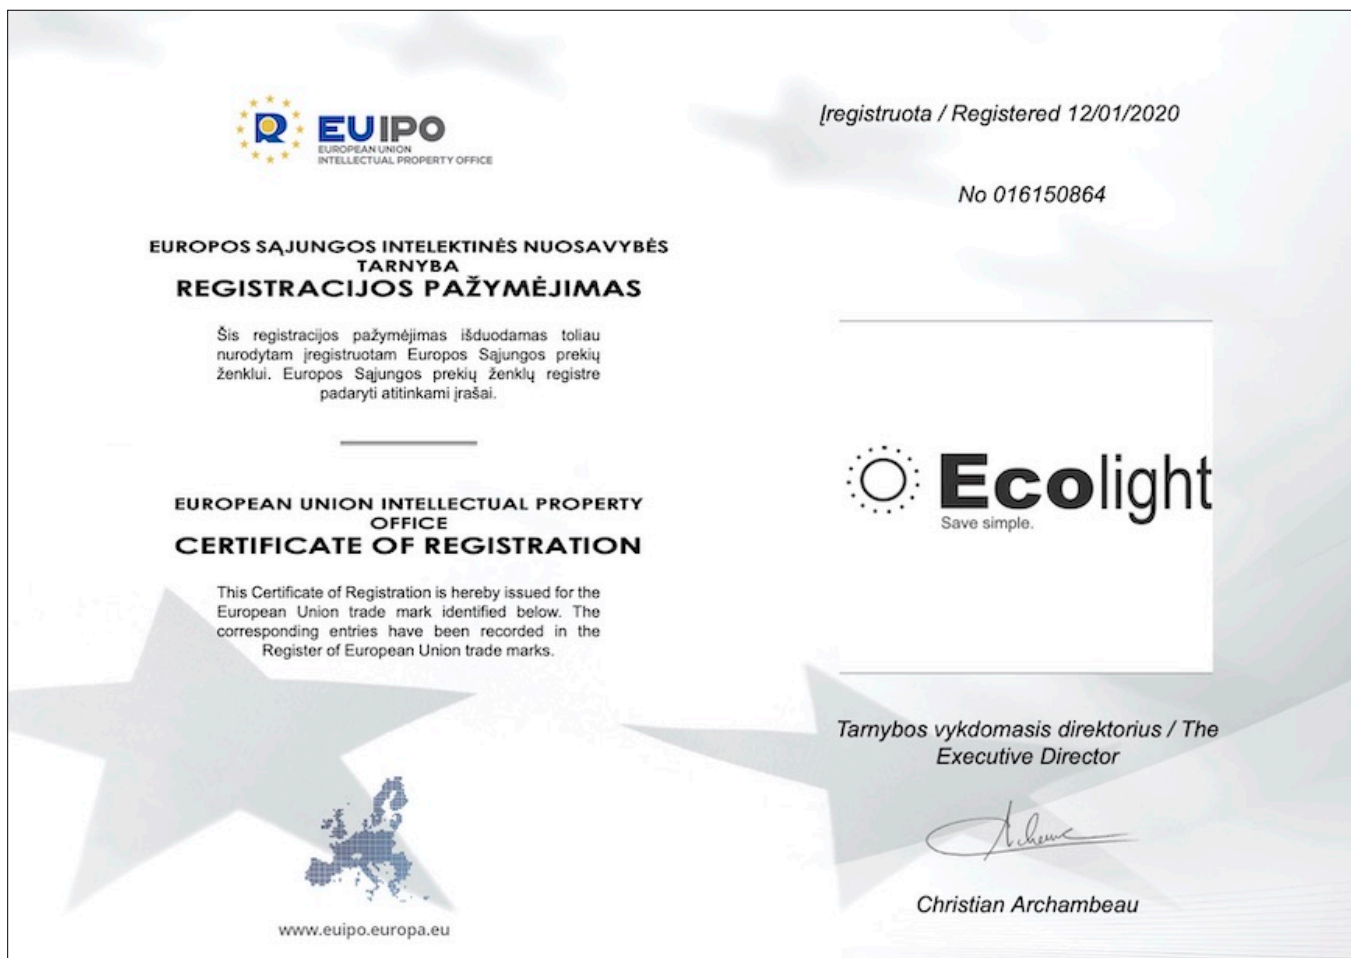 EUIPO
EUROPEAN UNION
INTELLECTUAL PROPERTY OFFICE
EUROPOS SĄJUNGOS INTELEKTINĖS NUOSAVYBĖS
TARNYBA
REGISTRACIJOS PAŽYMĖJIMAS
Šis registracijos pažymėjimas išduodamas toliau
nurodytam įregistruotam Europos Sąjungos prekių
ženklui. Europos Sąjungos prekių ženklų registre
padaryti atitinkami įrašai.
EUROPEAN UNION INTELLECTUAL PROPERTY
OFFICE
CERTIFICATE OF REGISTRATION
This Certificate of Registration is hereby issued for the
European Union trade mark identified below. The
corresponding entries have been recorded in the
Register of European Union trade marks.
www.euipo.europa.eu
Įregistruota / Registered 12/01/2020
No 016150864
Ecolight
Save simple.
Tarnybos vykdomasis direktorius / The
Executive Director
Christian Archambeau